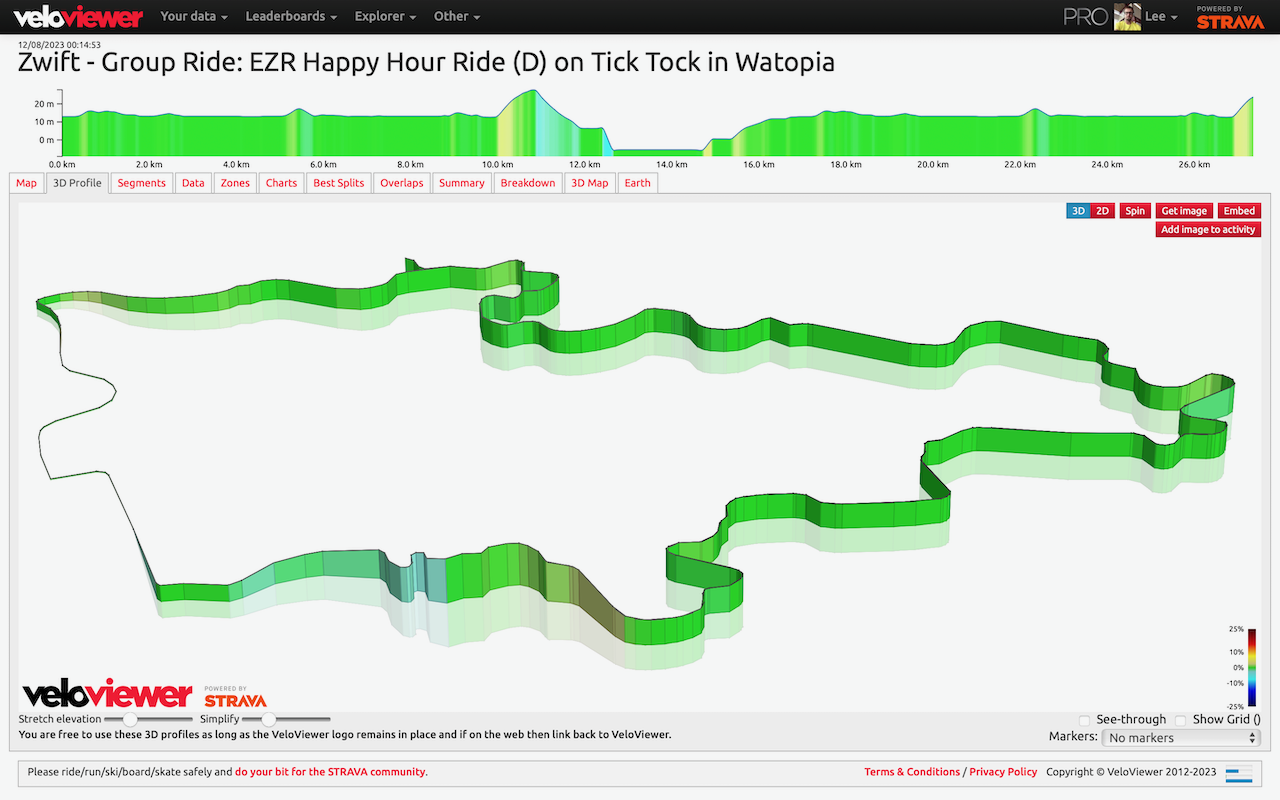 veloviewer Your data Leaderboards Explorer Other PRO Lee POWERED BY STRAVA
12/08/2023 00:14:53
Zwift - Group Ride: EZR Happy Hour Ride (D) on Tick Tock in Watopia
20 m
10 m
0 m
0.0 km 2.0 km 4.0 km 6.0 km 8.0 km 10.0 km 12.0 km 14.0 km 16.0 km 18.0 km 20.0 km 22.0 km 24.0 km 26.0 km
Map 3D Profile Segments Data Zones Charts Best Splits Overlaps Summary Breakdown 3D Map Earth
3D 2D Spin Get image Embed
Add image to activity
25%
10%
0%
-10%
-25%
veloviewer POWERED BY STRAVA
Stretch elevation Simplify See-through Show Grid ()
You are free to use these 3D profiles as long as the VeloViewer logo remains in place and if on the web then link back to VeloViewer.
Markers: No markers
Please ride/run/ski/board/skate safely and do your bit for the STRAVA community. Terms & Conditions / Privacy Policy Copyright © VeloViewer 2012-2023